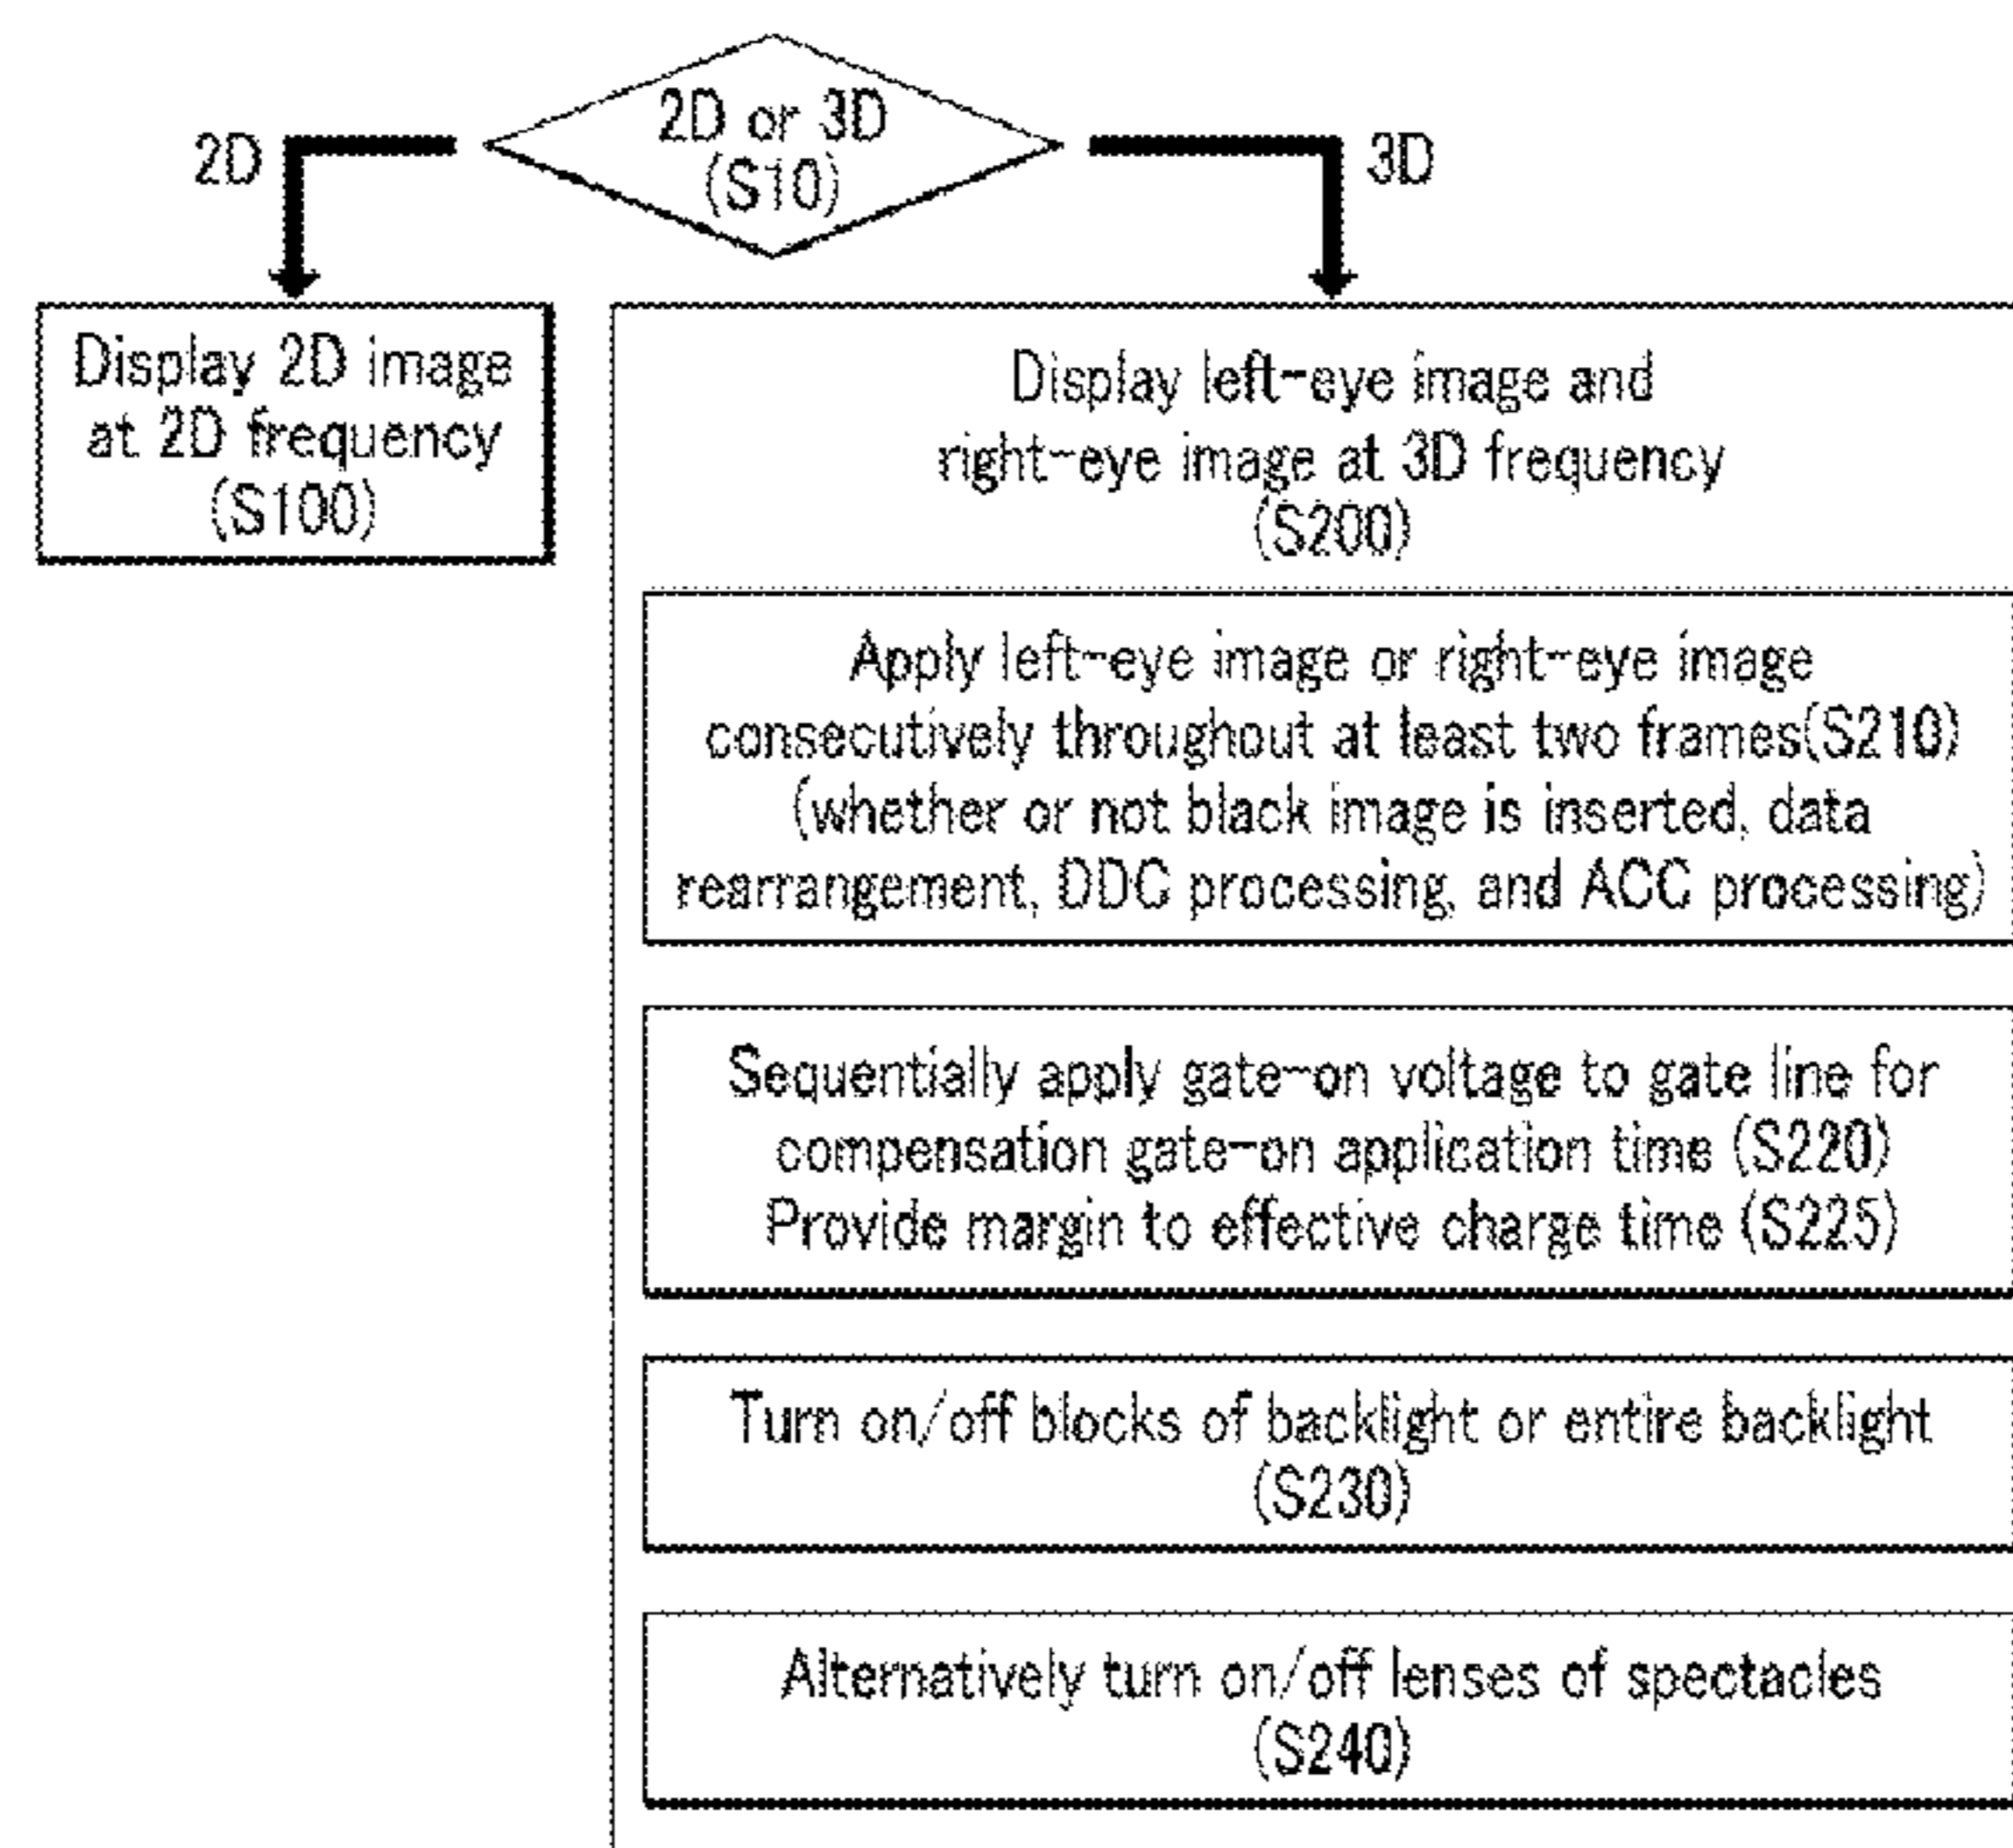 2D or 3D
(S10)
2D
3D
Display 2D image
at 2D frequency
(S100)
Display left-eye image and
right-eye image at 3D frequency
(S200)
Apply left-eye image or right-eye image
consecutively throughout at least two frames(S210)
(whether or not black image is inserted, data
rearrangement, DDC processing, and ACC processing)
Sequentially apply gate-on voltage to gate line for
compensation gate-on application time (S220)
Provide margin to effective charge time (S225)
Turn on/off blocks of backlight or entire backlight
(S230)
Alternatively turn on/off lenses of spectacles
(S240)